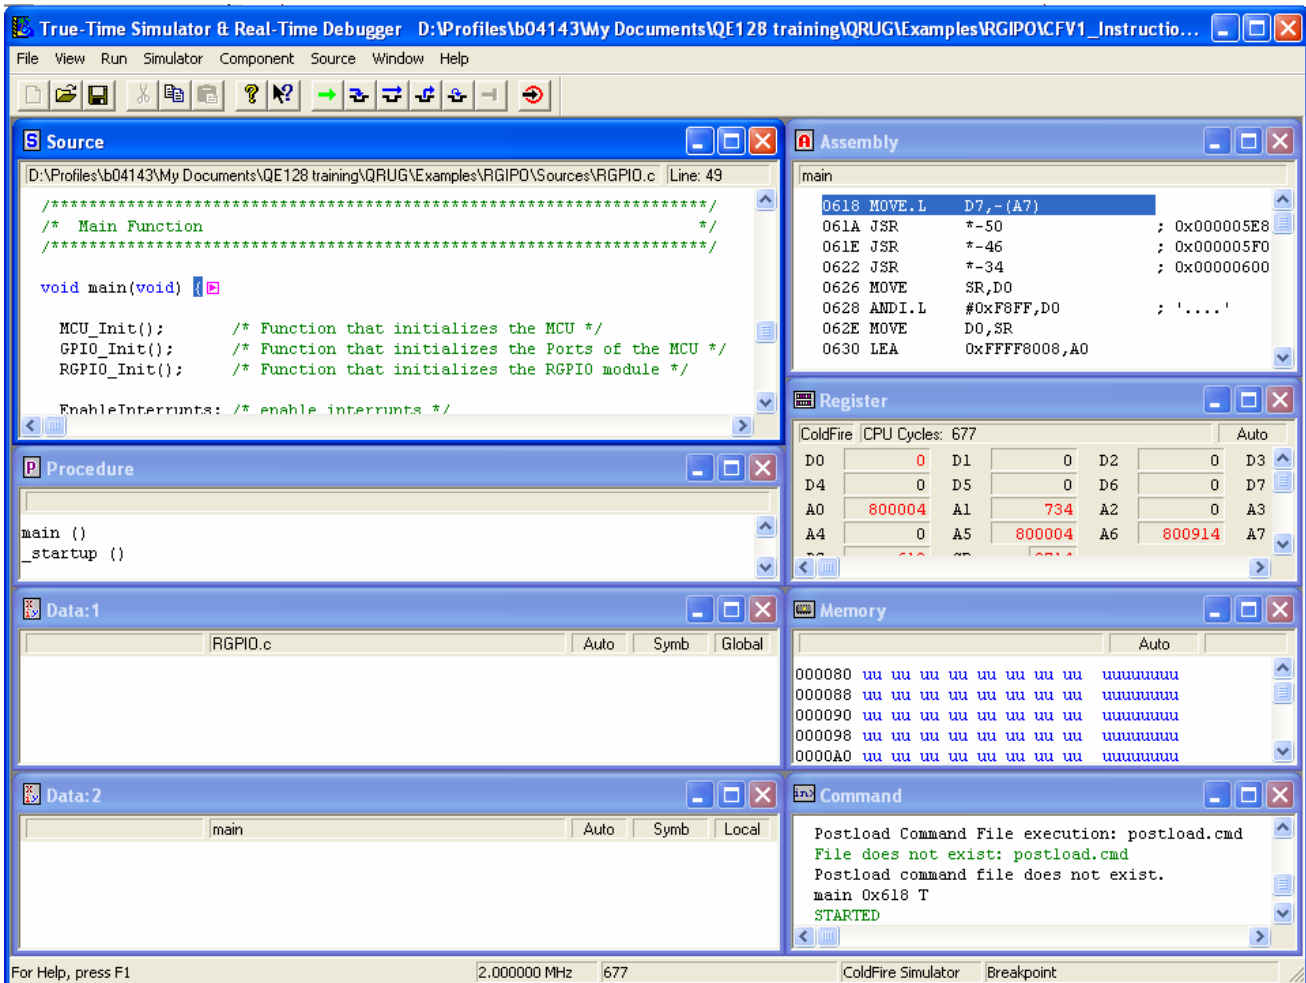 True-Time Simulator & Real-Time Debugger D:\Profiles\b04143\My Documents\QE128 training\QRUG\Examples\RGIPO\CFV1_Instructio...
File View Run Simulator Component Source Window Help
Source
D:\Profiles\b04143\My Documents\QE128 training\QRUG\Examples\RGIPO\Sources\RGPIO.c Line: 49
/*********************************************************************/
/* Main Function */
/*********************************************************************/
void main(void) {
MCU_Init(); /* Function that initializes the MCU */
GPIO_Init(); /* Function that initializes the Ports of the MCU */
RGPIO_Init(); /* Function that initializes the RGPIO module */
EnableInterrupts; /* enable interrupts */
Assembly
main
0618 MOVE.L D7,-(A7)
061A JSR *-50 ; 0x000005E8
061E JSR *-46 ; 0x000005F0
0622 JSR *-34 ; 0x00000600
0626 MOVE SR,D0
0628 ANDI.L #0xF8FF,D0 ; '....'
062E MOVE D0,SR
0630 LEA 0xFFFF8008,A0
Register
ColdFire CPU Cycles: 677 Auto
D0 0 D1 0 D2 0 D3
D4 0 D5 0 D6 0 D7
A0 800004 A1 734 A2 0 A3
A4 0 A5 800004 A6 800914 A7
Procedure
main ()
_startup ()
Data:1
RGPIO.c Auto Symb Global
Memory
Auto
000080 uu uu uu uu uu uu uu uu uuuuuuuu
000088 uu uu uu uu uu uu uu uu uuuuuuuu
000090 uu uu uu uu uu uu uu uu uuuuuuuu
000098 uu uu uu uu uu uu uu uu uuuuuuuu
0000A0 uu uu uu uu uu uu uu uu uuuuuuuu
Data:2
main Auto Symb Local
Command
Postload Command File execution: postload.cmd
File does not exist: postload.cmd
Postload command file does not exist.
main 0x618 T
STARTED
For Help, press F1 2.000000 MHz 677 ColdFire Simulator Breakpoint